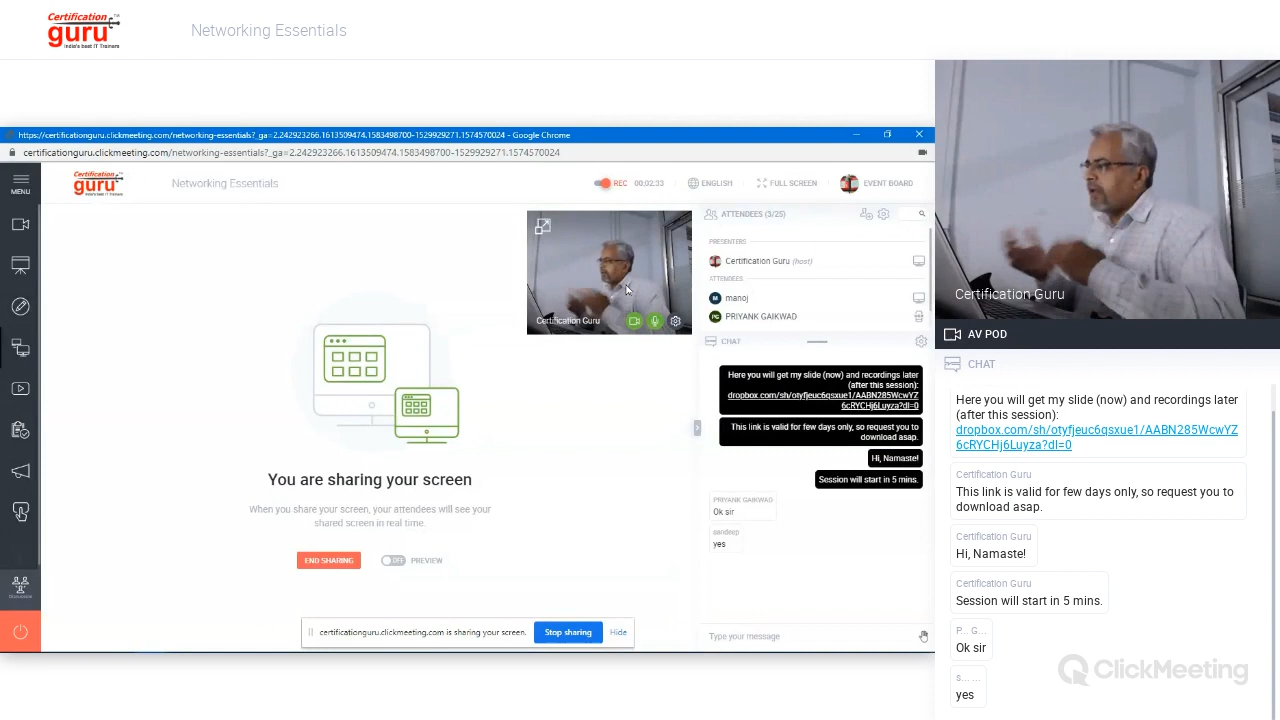 Certification
guru
TM
India's best IT Trainers
Networking Essentials
https://certificationguru.clickmeeting.com/networking-essentials?_ga=2.242923266.1613509474.1583498700-1529929271.1574570024 - Google Chrome
certificationguru.clickmeeting.com/networking-essentials?_ga=2.242923266.1613509474.1583498700-1529929271.1574570024
MENU
Certification
guru
Networking Essentials
REC 00:02:33
ENGLISH
FULL SCREEN
EVENT BOARD
Certification Guru
You are sharing your screen
When you share your screen, your attendees will see your
shared screen in real time.
END SHARING
OFF
PREVIEW
certificationguru.clickmeeting.com is sharing your screen.
Stop sharing
Hide
ATTENDEES (3/25)
PRESENTERS
Certification Guru (host)
ATTENDEES
M manoj
PG PRIYANK GAIKWAD
CHAT
Here you will get my slide (now) and recordings later
(after this session):
dropbox.com/sh/otyfjeuc6qsxue1/AABN285WcwYZ
6cRYCHj6Luyza?dl=0
This link is valid for few days only, so request you to
download asap.
Hi, Namaste!
Session will start in 5 mins.
PRIYANK GAIKWAD
Ok sir
sandeep
yes
Type your message
Certification Guru
AV POD
CHAT
Here you will get my slide (now) and recordings later
(after this session):
dropbox.com/sh/otyfjeuc6qsxue1/AABN285WcwYZ
6cRYCHj6Luyza?dl=0
Certification Guru
This link is valid for few days only, so request you to
download asap.
Certification Guru
Hi, Namaste!
Certification Guru
Session will start in 5 mins.
P... G...
Ok sir
s... ...
yes
ClickMeeting